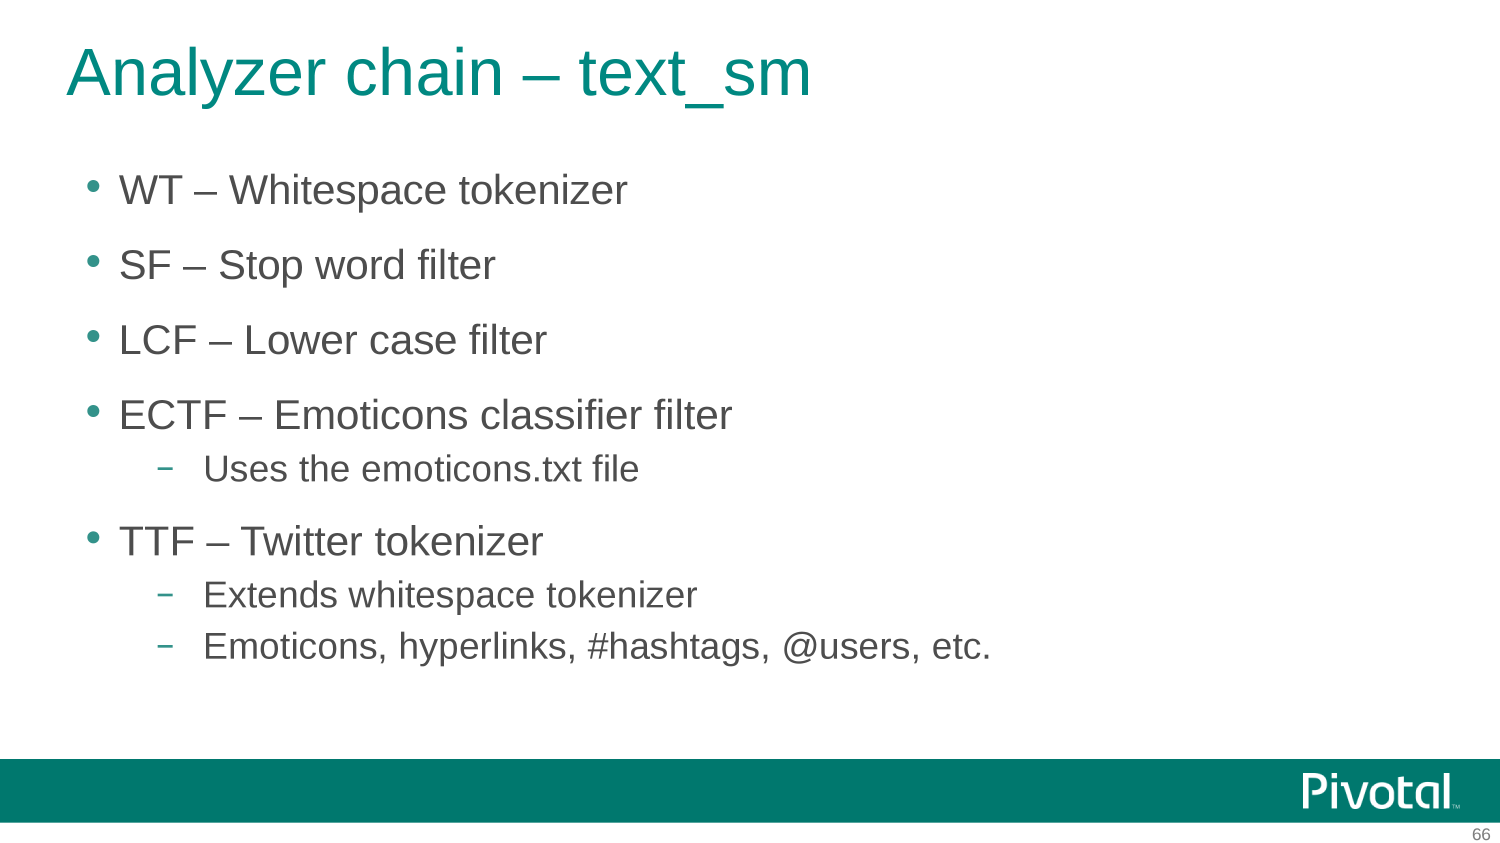 Analyzer chain – text_sm
• WT – Whitespace tokenizer
• SF – Stop word filter
• LCF – Lower case filter
• ECTF – Emoticons classifier filter
– Uses the emoticons.txt file
• TTF – Twitter tokenizer
– Extends whitespace tokenizer
– Emoticons, hyperlinks, #hashtags, @users, etc.
Pivotal™
66